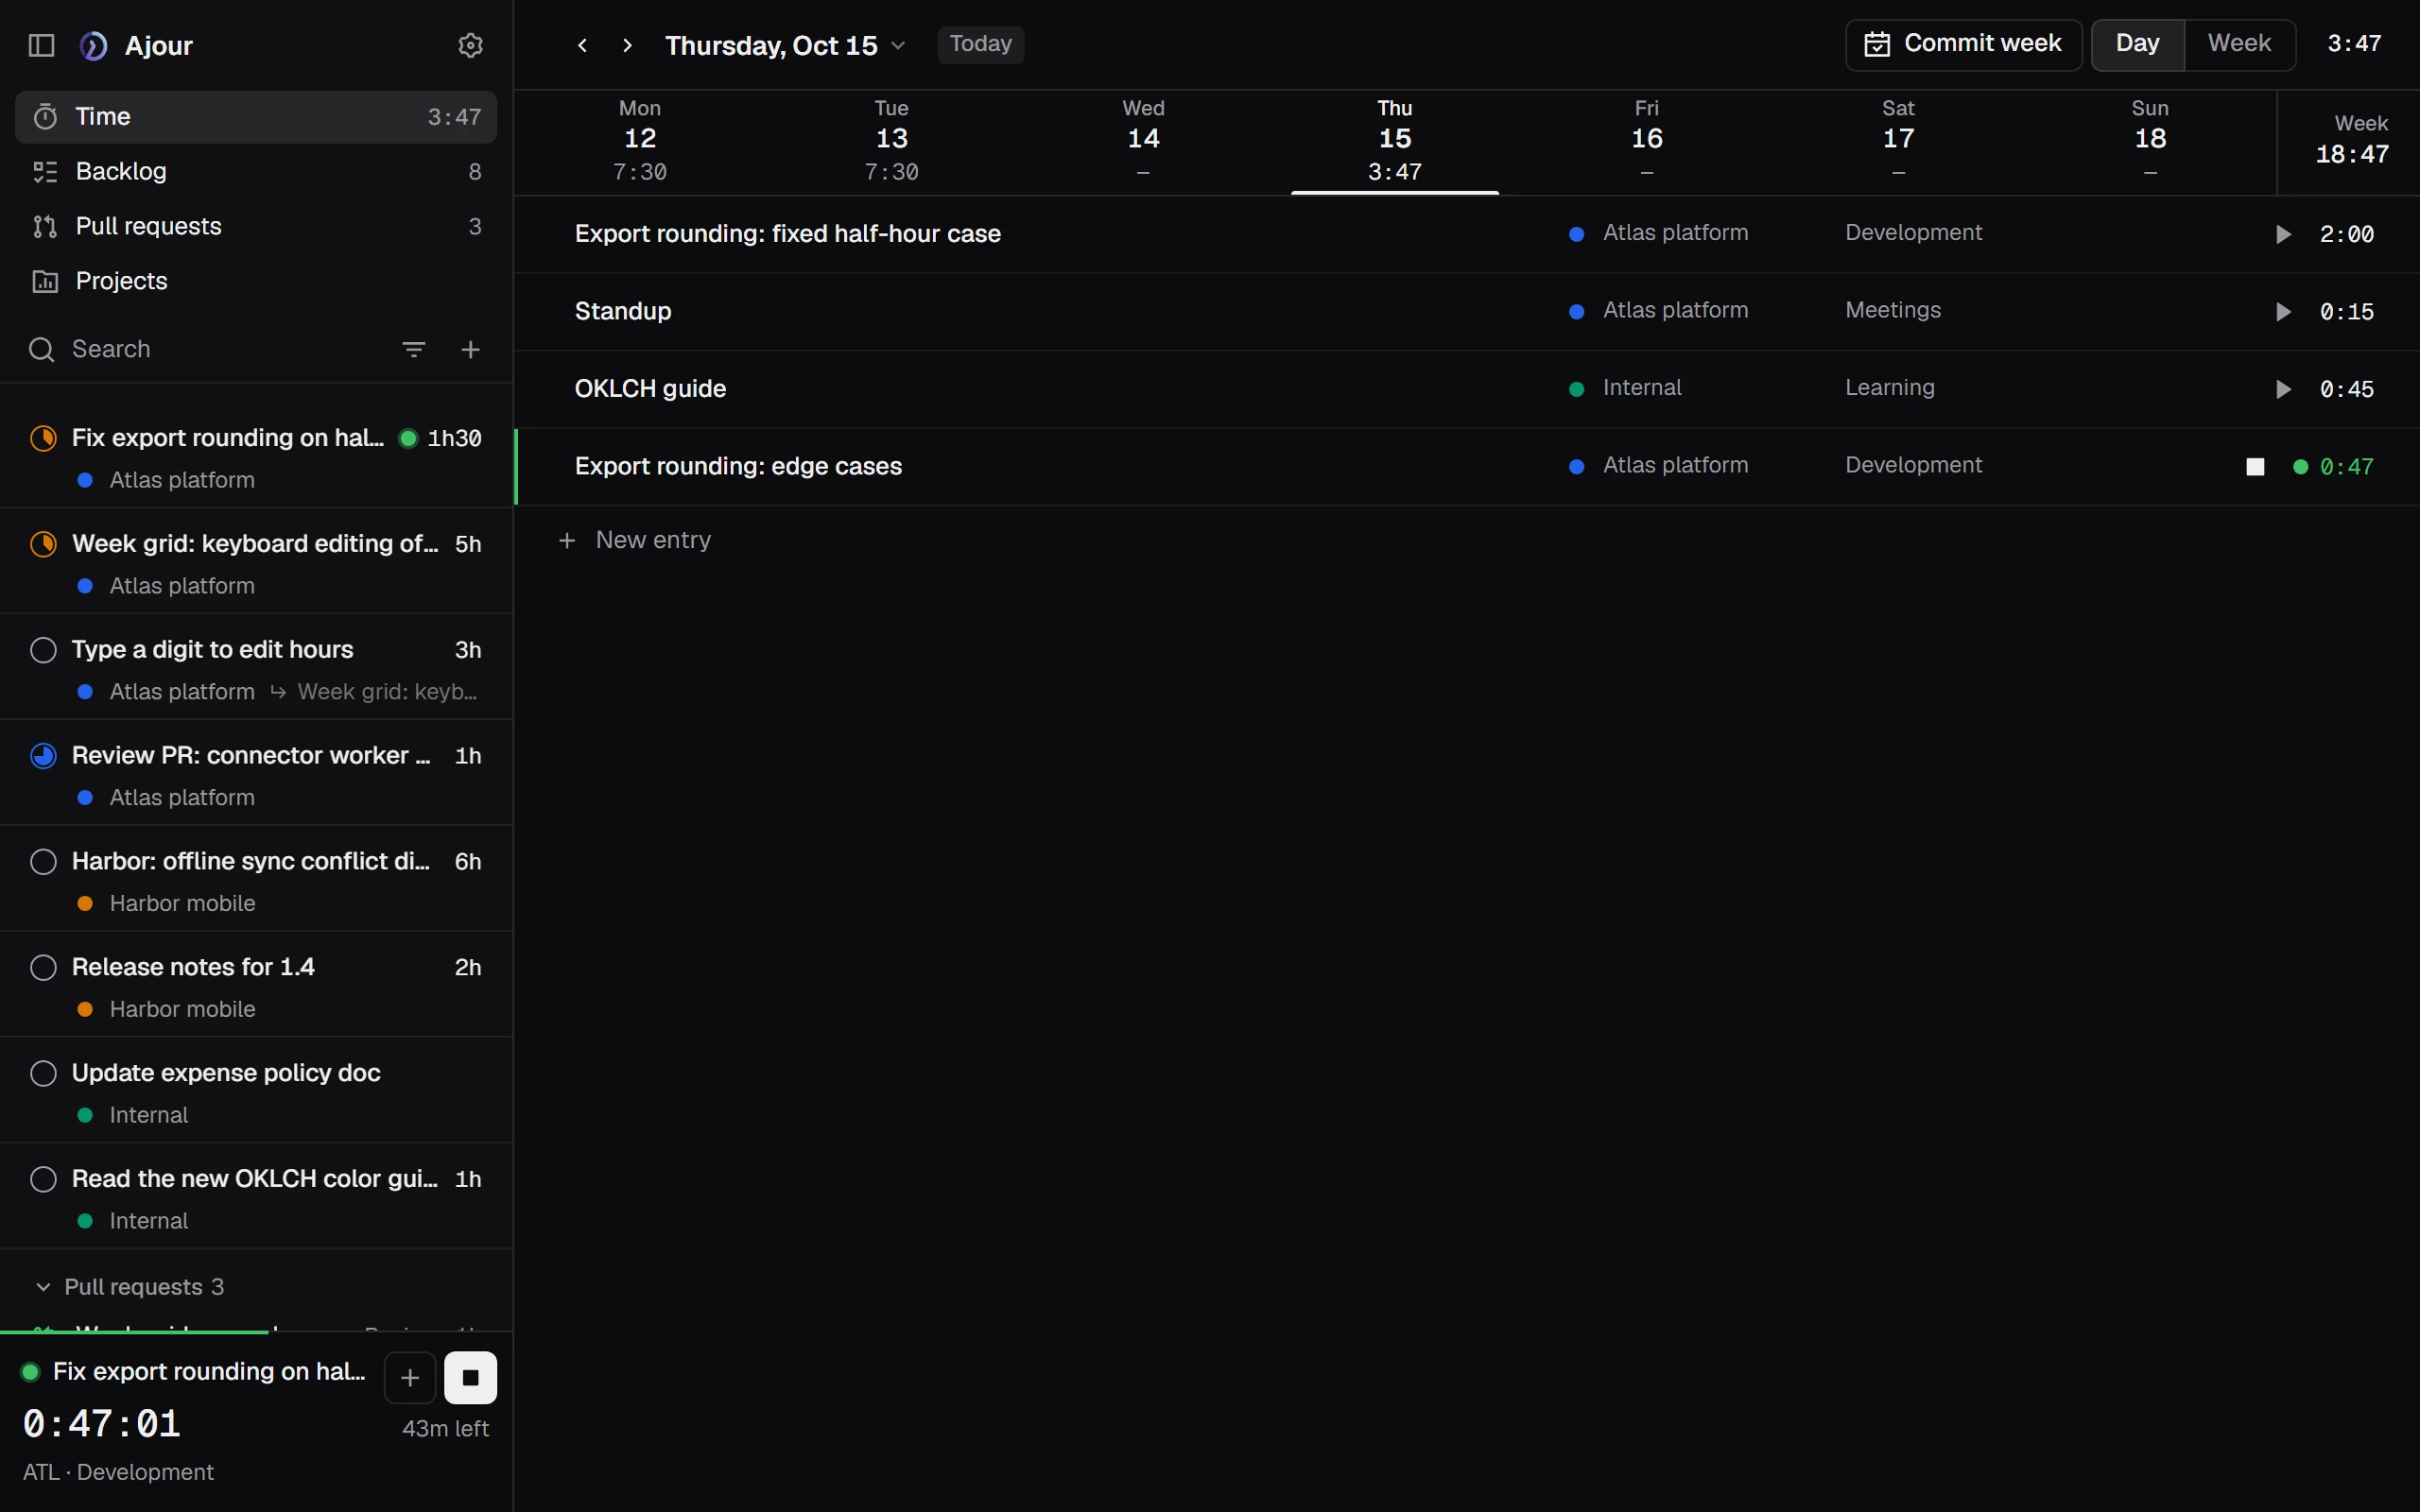 Ajour
Time 3:47
Backlog 8
Pull requests 3
Projects
Search
Fix export rounding on hal... 1h30
Atlas platform
Week grid: keyboard editing of... 5h
Atlas platform
Type a digit to edit hours 3h
Atlas platform ↳ Week grid: keyb...
Review PR: connector worker ... 1h
Atlas platform
Harbor: offline sync conflict di... 6h
Harbor mobile
Release notes for 1.4 2h
Harbor mobile
Update expense policy doc
Internal
Read the new OKLCH color gui... 1h
Internal
Pull requests 3
Fix export rounding on hal...
0:47:01 43m left
ATL · Development
Thursday, Oct 15 Today Commit week Day Week 3:47
Mon Tue Wed Thu Fri Sat Sun Week
12 13 14 15 16 17 18 18:47
7:30 7:30 – 3:47 – – –
Export rounding: fixed half-hour case Atlas platform Development 2:00
Standup Atlas platform Meetings 0:15
OKLCH guide Internal Learning 0:45
Export rounding: edge cases Atlas platform Development 0:47
+ New entry